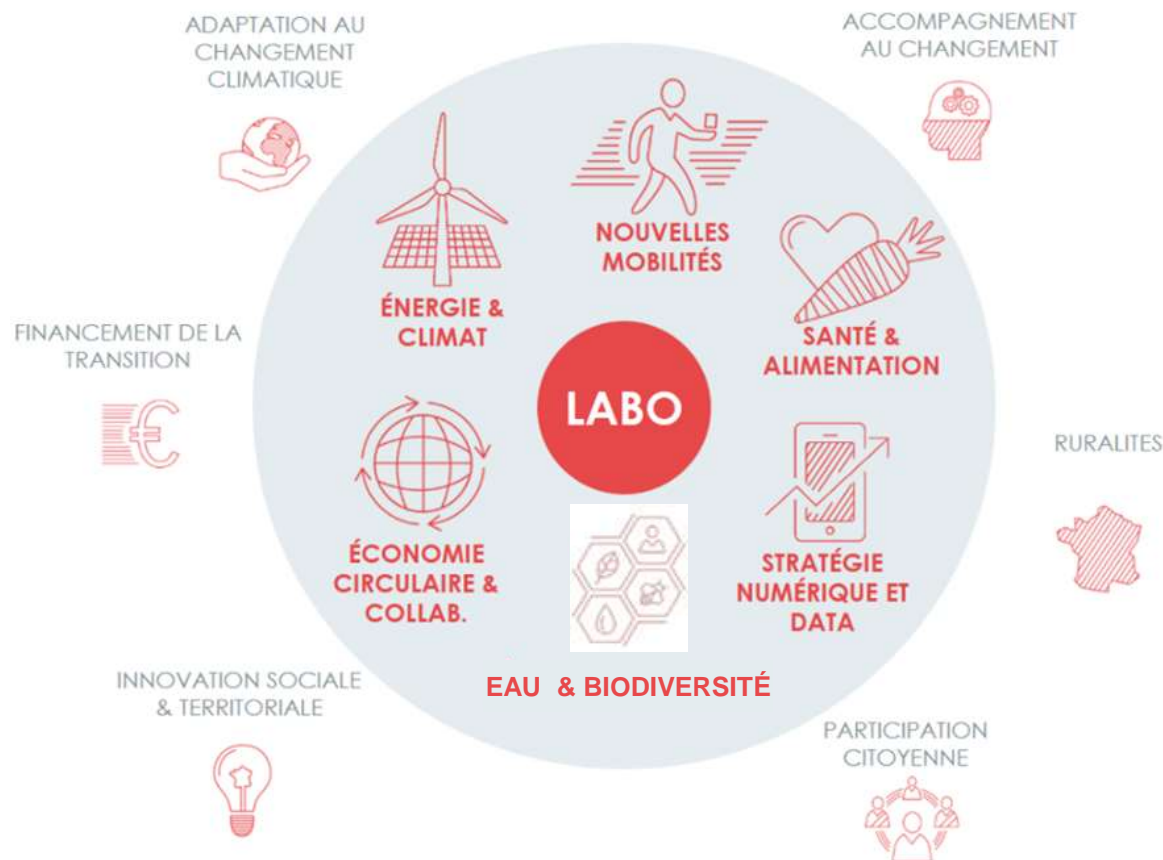 ADAPTATION AU
CHANGEMENT
CLIMATIQUE
ACCOMPAGNEMENT
AU CHANGEMENT
NOUVELLES
MOBILITÉS
ÉNERGIE &
CLIMAT
SANTÉ &
ALIMENTATION
FINANCEMENT DE LA
TRANSITION
LABO
RURALITES
ÉCONOMIE
CIRCULAIRE &
COLLAB.
STRATÉGIE
NUMÉRIQUE ET
DATA
EAU & BIODIVERSITÉ
INNOVATION SOCIALE
& TERRITORIALE
PARTICIPATION
CITOYENNE